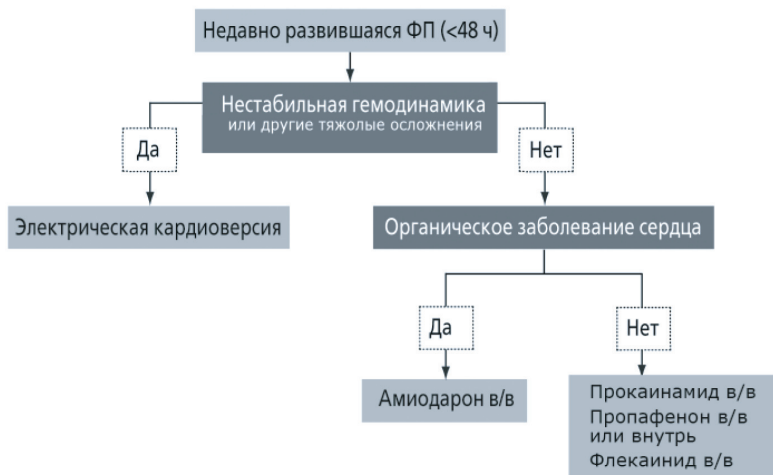 Недавно развившаяся ФП (<48 ч)
Нестабильная гемодинамика
или другие тяжолые осложнения
Да
Нет
Электрическая кардиоверсия
Органическое заболевание сердца
Да
Нет
Амиодарон в/в
Прокаинамид в/в
Пропафенон в/в
или внутрь
Флекаинид в/в